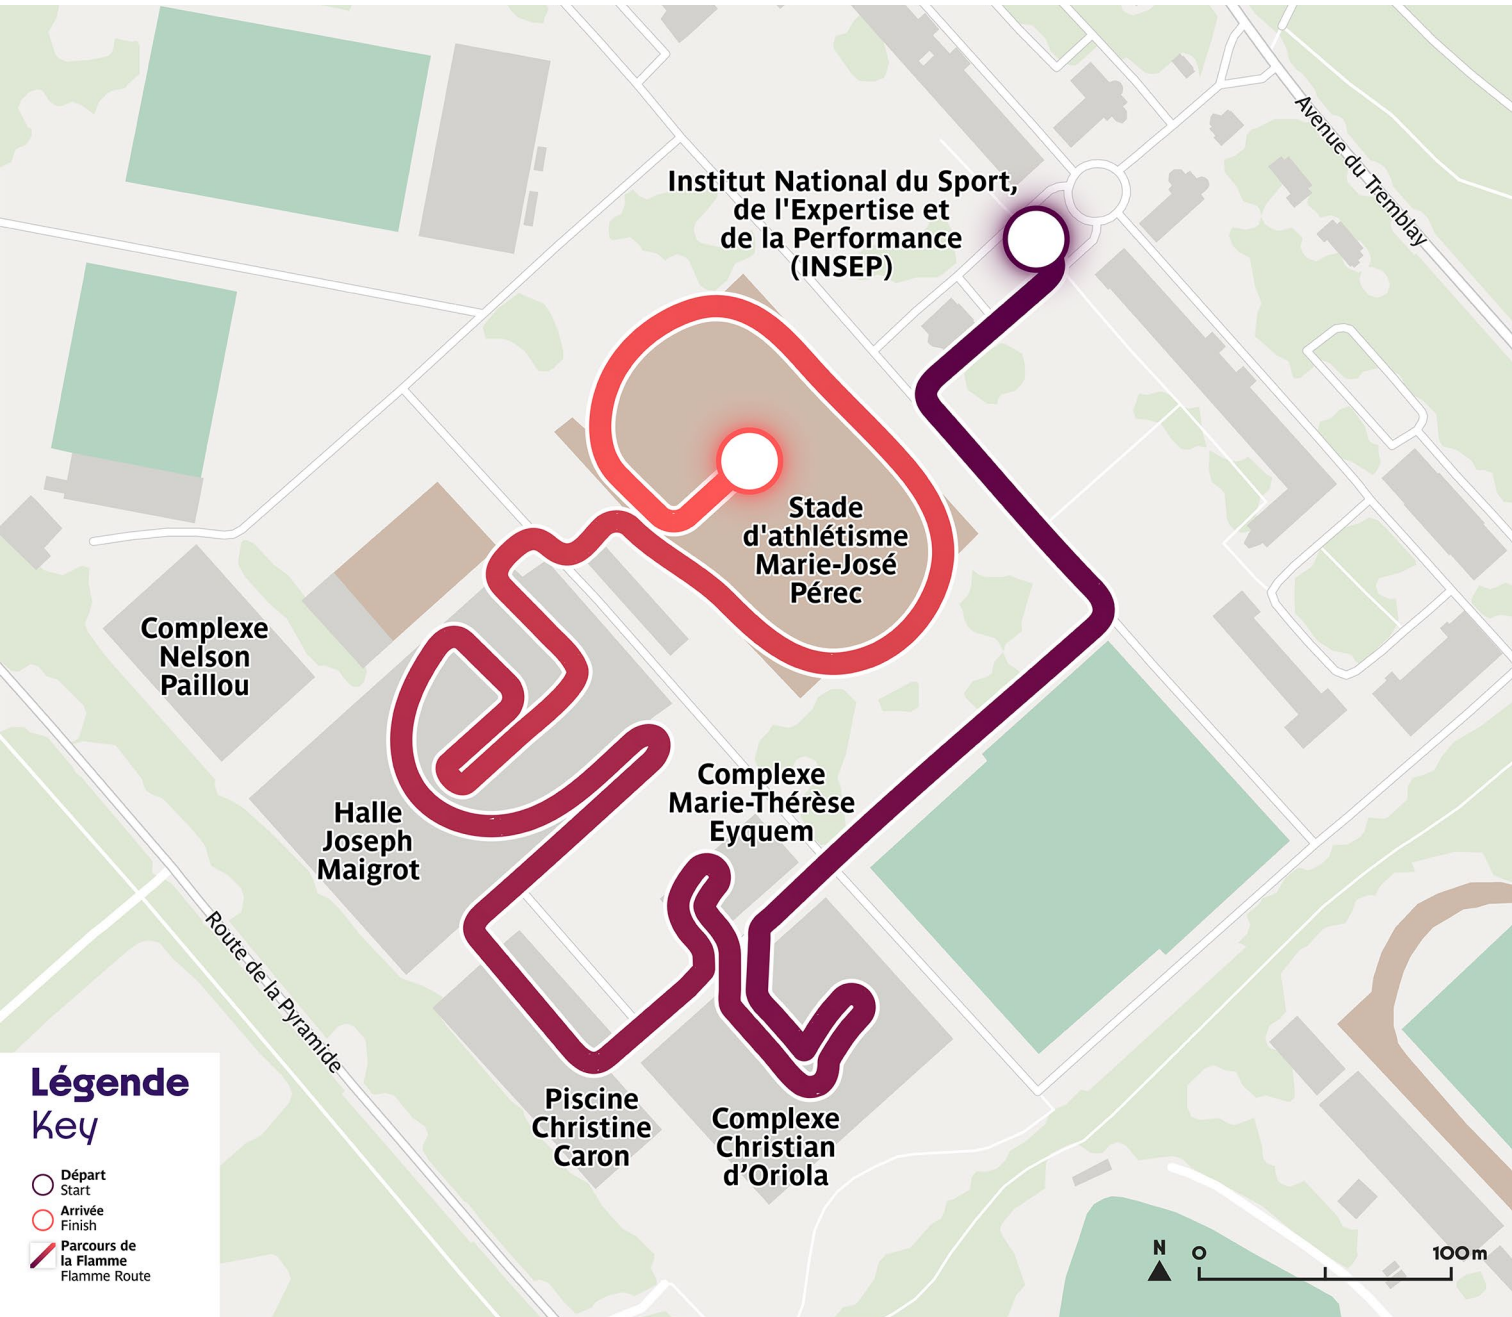 Avenue du Tremblay
Institut National du Sport,
de l'Expertise et
de la Performance
(INSEP)
Stade
d'athlétisme
Marie-José
Pérec
Complexe
Nelson
Paillou
Halle
Joseph
Maigrot
Complexe
Marie-Thérèse
Eyquem
Route de la Pyramide
Piscine
Christine
Caron
Complexe
Christian
d’Oriola
Légende
Key
Départ
Start
Arrivée
Finish
Parcours de
la Flamme
Flamme Route
N
0
100m